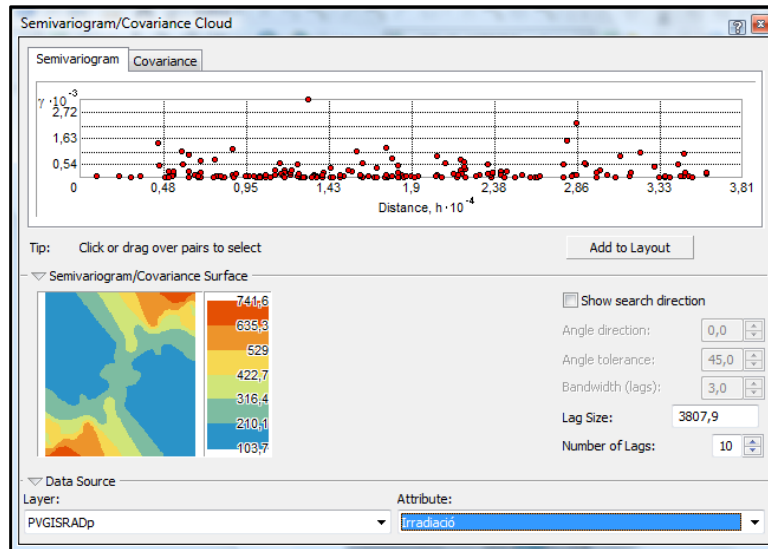 Semivariogram/Covariance Cloud
Semivariogram Covariance
γ·10⁻³
2,72
1,63
0,54
0 0,48 0,95 1,43 1,9 2,38 2,86 3,33 3,81
Distance, h·10⁻⁴
Tip: Click or drag over pairs to select
Add to Layout
Semivariogram/Covariance Surface
741,6
635,3
529
422,7
316,4
210,1
103,7
Show search direction
Angle direction: 0,0
Angle tolerance: 45,0
Bandwidth (lags): 3,0
Lag Size: 3807,9
Number of Lags: 10
Data Source
Layer: Attribute:
PVGISRADp Irradiació